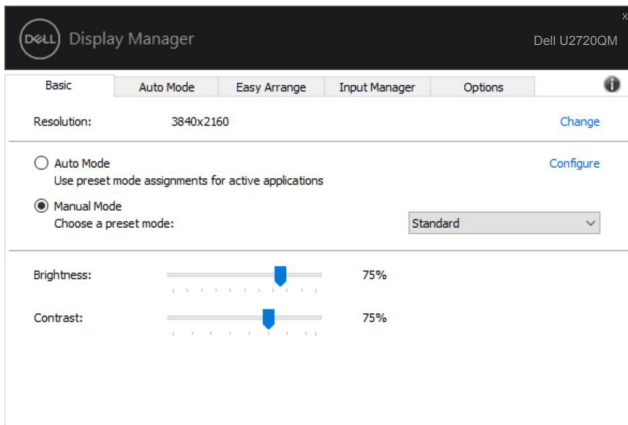 x
DELL Display Manager
Dell U2720QM
Basic Auto Mode Easy Arrange Input Manager Options i
Resolution: 3840x2160 Change
Auto Mode Configure
Use preset mode assignments for active applications
Manual Mode
Choose a preset mode: Standard
Brightness: 75%
Contrast: 75%